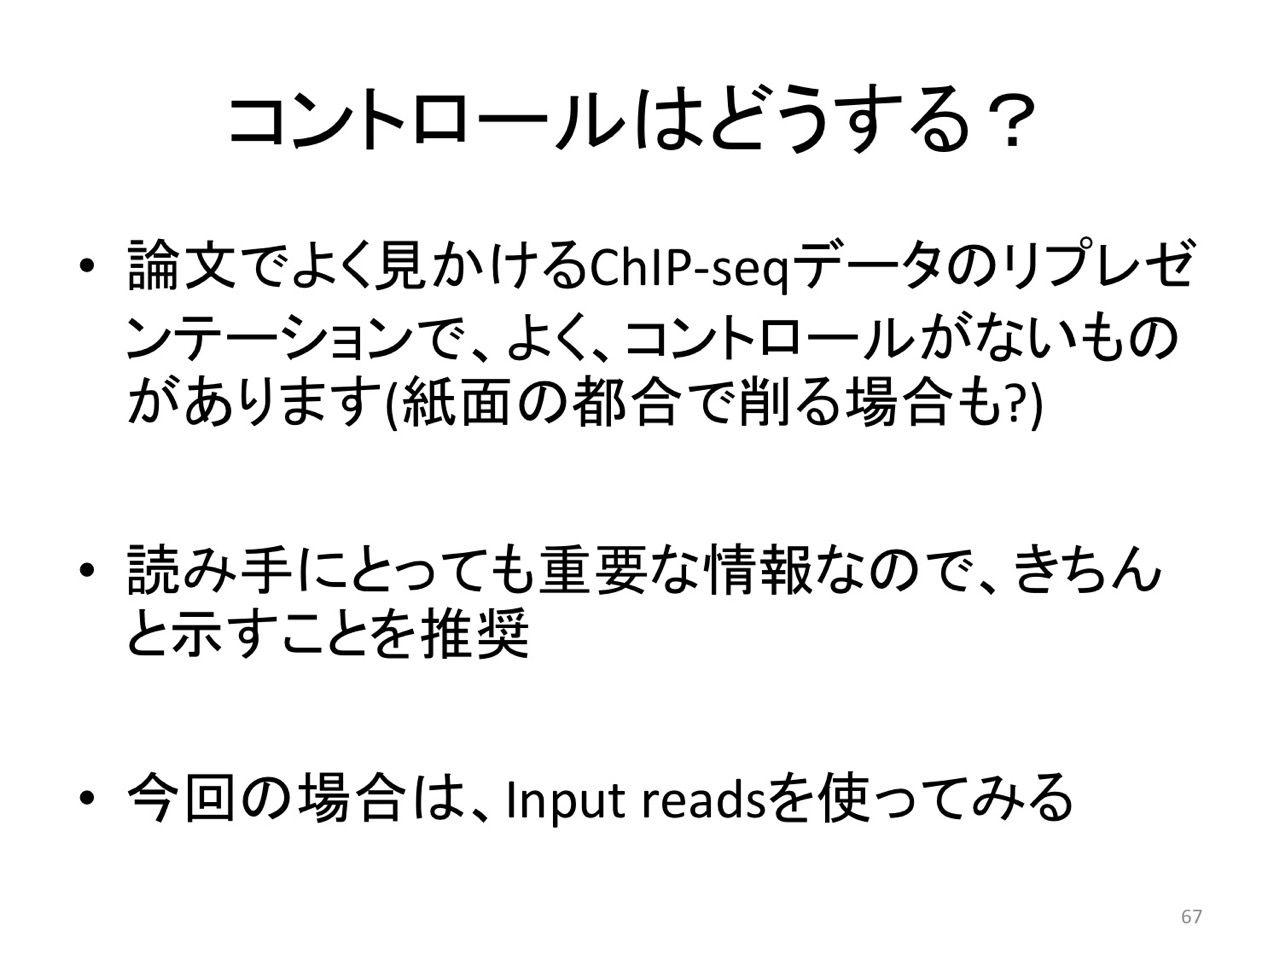 コントロールはどうする？
• 論文でよく見かけるChIP-seqデータのリプレゼ
ンテーションで、よく、コントロールがないもの
があります(紙面の都合で削る場合も?)
• 読み手にとっても重要な情報なので、きちん
と示すことを推奨
• 今回の場合は、Input readsを使ってみる
67